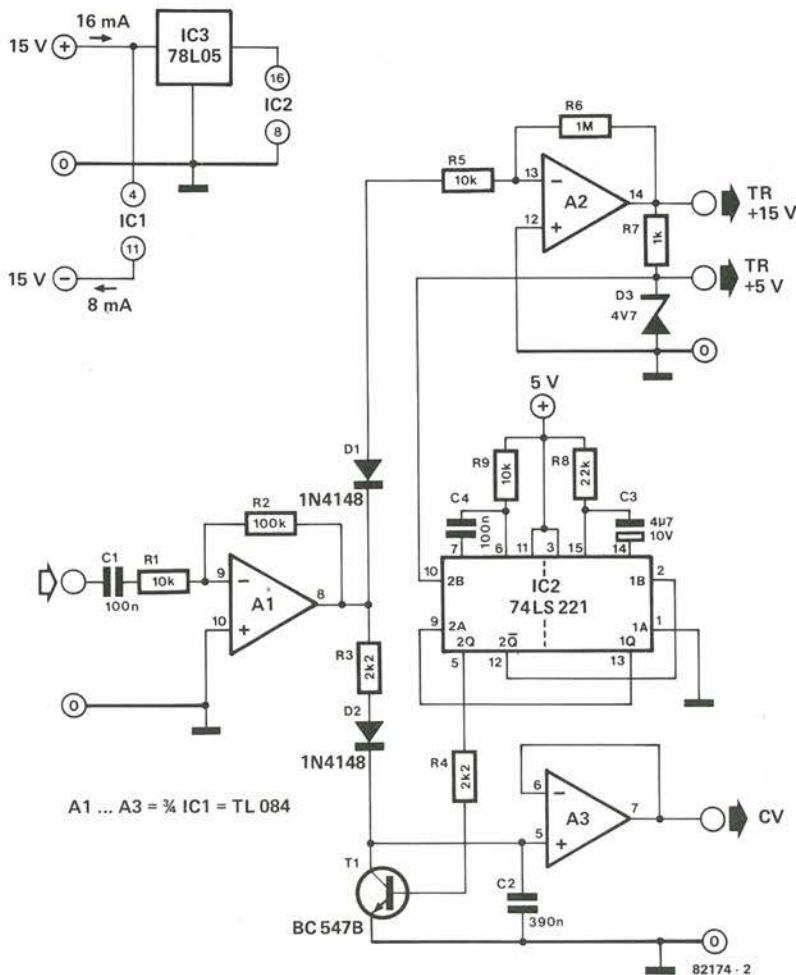 15 V +
16 mA
IC3
78L05
16
IC2
8
0
4
IC1
11
15 V −
8 mA
R6
1M
R5
10k
13
−
A2
14
12
+
TR
+15 V
R7
1k
TR
+5 V
D3
4V7
0
5 V
+
D1
1N4148
R9
10k
R8
22k
C4
100n
C3
4µ7
10V
7
6
11
3
15
14
10
2B
IC2
1B
2
9
2A
74LS 221
1A
1
2Q
2Q̅
1Q
5
12
13
R2
100k
C1
100n
R1
10k
9
−
A1
8
10
+
0
R3
2k2
D2
1N4148
R4
2k2
6
−
A3
7
5
+
CV
A1 ... A3 = ¾ IC1 = TL 084
T1
BC 547B
C2
390n
0
82174 - 2